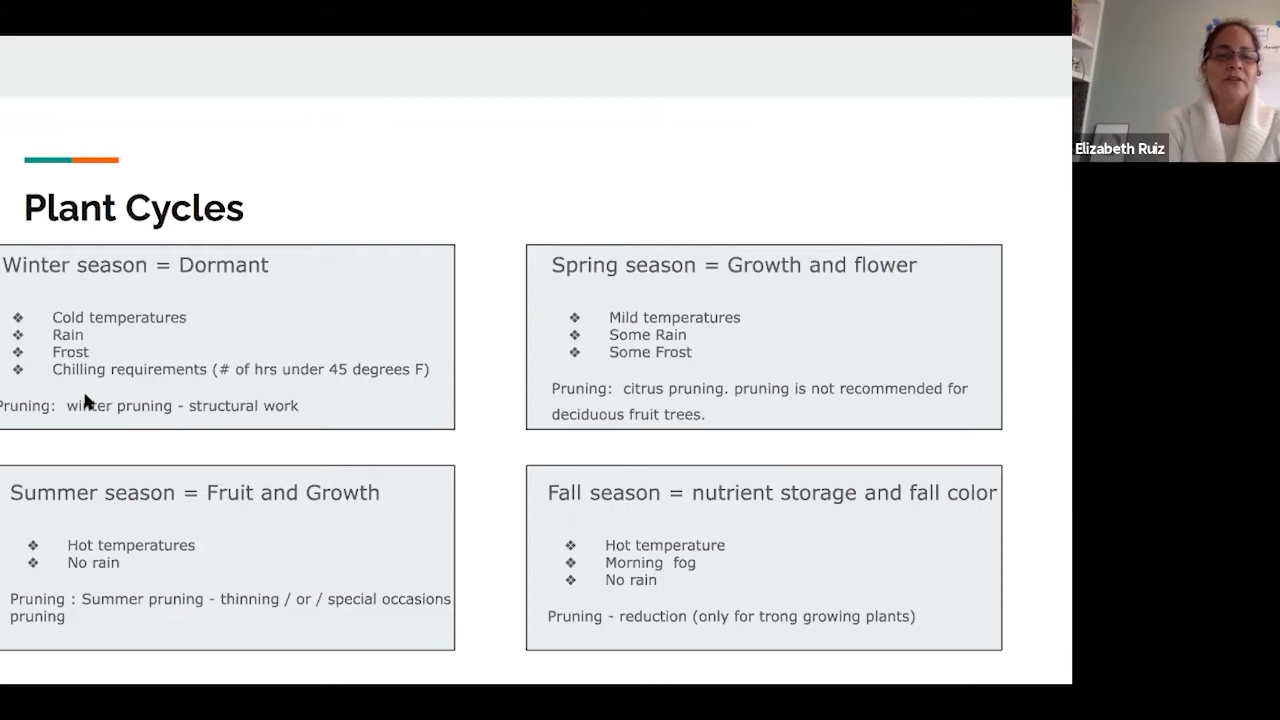 Elizabeth Ruiz
Plant Cycles
Winter season = Dormant
❖ Cold temperatures
❖ Rain
❖ Frost
❖ Chilling requirements (# of hrs under 45 degrees F)
Pruning: winter pruning - structural work
Spring season = Growth and flower
❖ Mild temperatures
❖ Some Rain
❖ Some Frost
Pruning: citrus pruning. pruning is not recommended for
deciduous fruit trees.
Summer season = Fruit and Growth
❖ Hot temperatures
❖ No rain
Pruning : Summer pruning - thinning / or / special occasions
pruning
Fall season = nutrient storage and fall color
❖ Hot temperature
❖ Morning fog
❖ No rain
Pruning - reduction (only for trong growing plants)